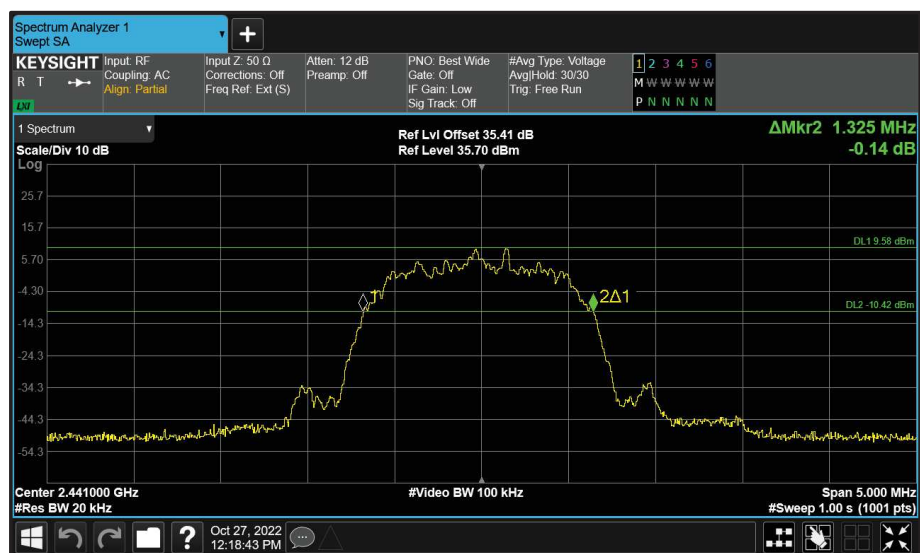 Spectrum Analyzer 1
Swept SA
KEYSIGHT
R T
LXI
Input: RF
Coupling: AC
Align: Partial
Input Z: 50 Ω
Corrections: Off
Freq Ref: Ext (S)
Atten: 12 dB
Preamp: Off
PNO: Best Wide
Gate: Off
IF Gain: Low
Sig Track: Off
#Avg Type: Voltage
Avg|Hold: 30/30
Trig: Free Run
1 2 3 4 5 6
M W W W W W
P N N N N N
1 Spectrum
Scale/Div 10 dB
Log
Ref Lvl Offset 35.41 dB
Ref Level 35.70 dBm
ΔMkr2 1.325 MHz
-0.14 dB
25.7
15.7
5.70
-4.30
-14.3
-24.3
-34.3
-44.3
-54.3
DL1 9.58 dBm
1
2Δ1
DL2 -10.42 dBm
Center 2.441000 GHz
#Res BW 20 kHz
#Video BW 100 kHz
Span 5.000 MHz
#Sweep 1.00 s (1001 pts)
?
Oct 27, 2022
12:18:43 PM